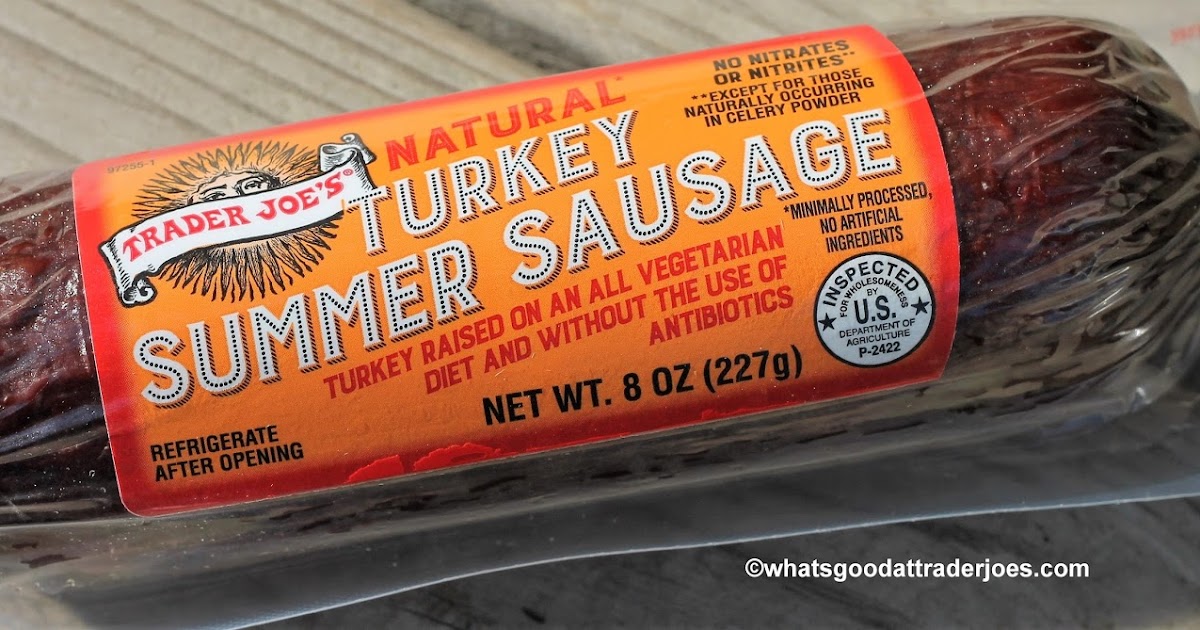 97255-1
TRADER JOE'S®
NATURAL*
TURKEY
SUMMER SAUSAGE
NO NITRATES
OR NITRITES**
**EXCEPT FOR THOSE
NATURALLY OCCURRING
IN CELERY POWDER
*MINIMALLY PROCESSED,
NO ARTIFICIAL
INGREDIENTS
TURKEY RAISED ON AN ALL VEGETARIAN
DIET AND WITHOUT THE USE OF
ANTIBIOTICS
INSPECTED
FOR WHOLESOMENESS
BY
U.S.
DEPARTMENT OF
AGRICULTURE
P-2422
NET WT. 8 OZ (227g)
REFRIGERATE
AFTER OPENING
©whatsgoodattraderjoes.com